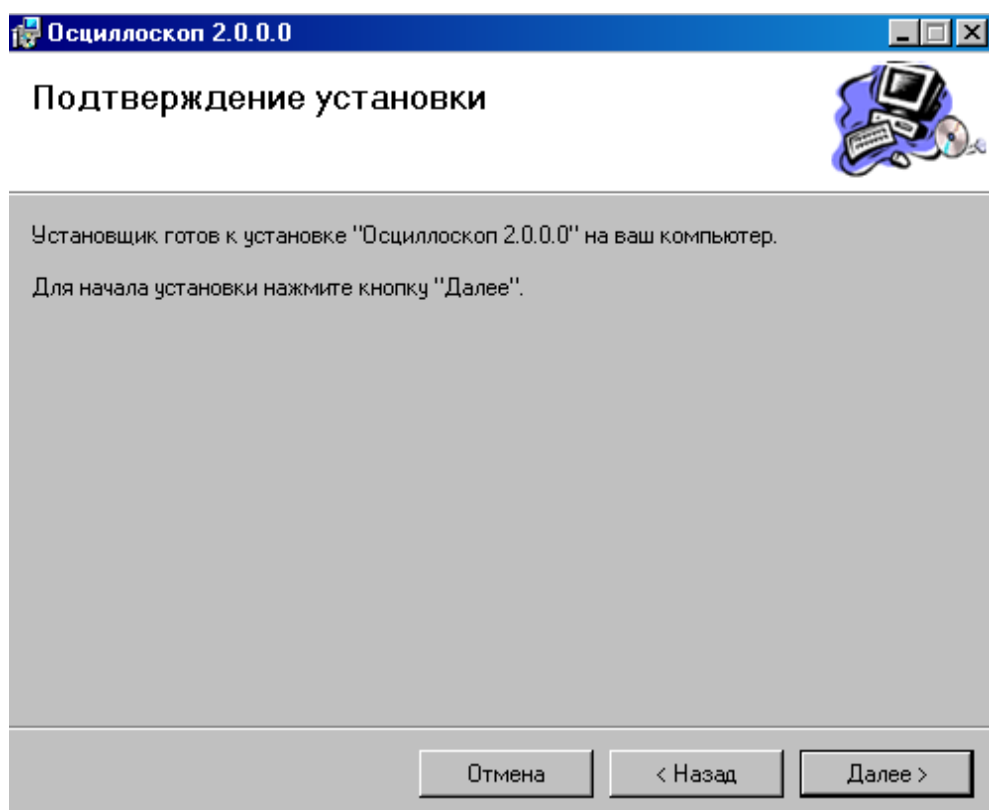 Осциллоскоп 2.0.0.0
Подтверждение установки
Установщик готов к установке "Осциллоскоп 2.0.0.0" на ваш компьютер.
Для начала установки нажмите кнопку "Далее".
Отмена
< Назад
Далее >